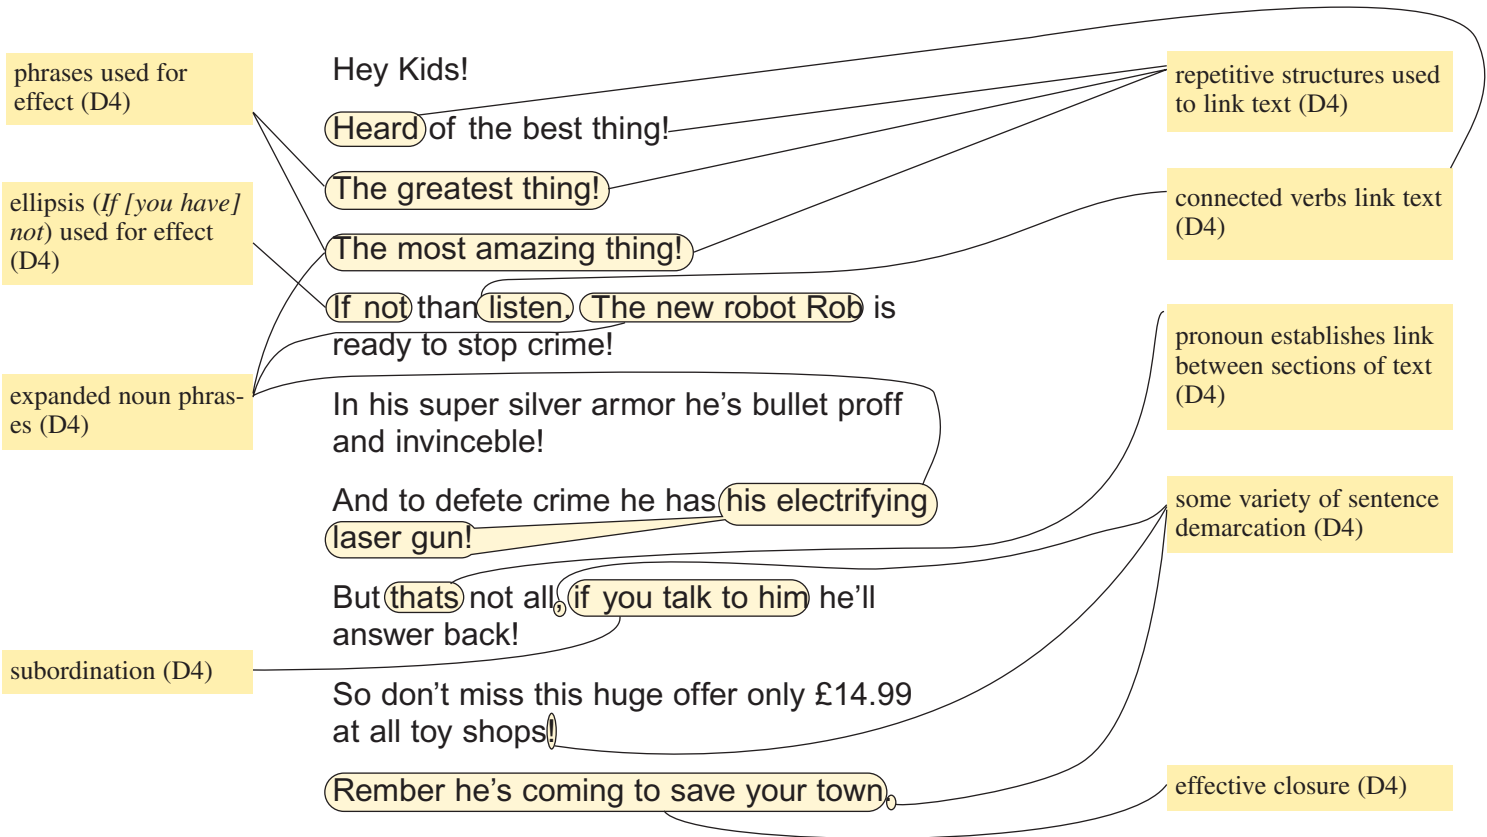 phrases used for
effect (D4)
ellipsis (If [you have]
not) used for effect
(D4)
expanded noun phras-
es (D4)
subordination (D4)
Hey Kids!
Heard of the best thing!
The greatest thing!
The most amazing thing!
If not than listen. The new robot Rob is
ready to stop crime!
In his super silver armor he's bullet proff
and invinceble!
And to defete crime he has his electrifying
laser gun!
But thats not all, if you talk to him he'll
answer back!
So don't miss this huge offer only £14.99
at all toy shops!
Rember he's coming to save your town.
repetitive structures used
to link text (D4)
connected verbs link text
(D4)
pronoun establishes link
between sections of text
(D4)
some variety of sentence
demarcation (D4)
effective closure (D4)